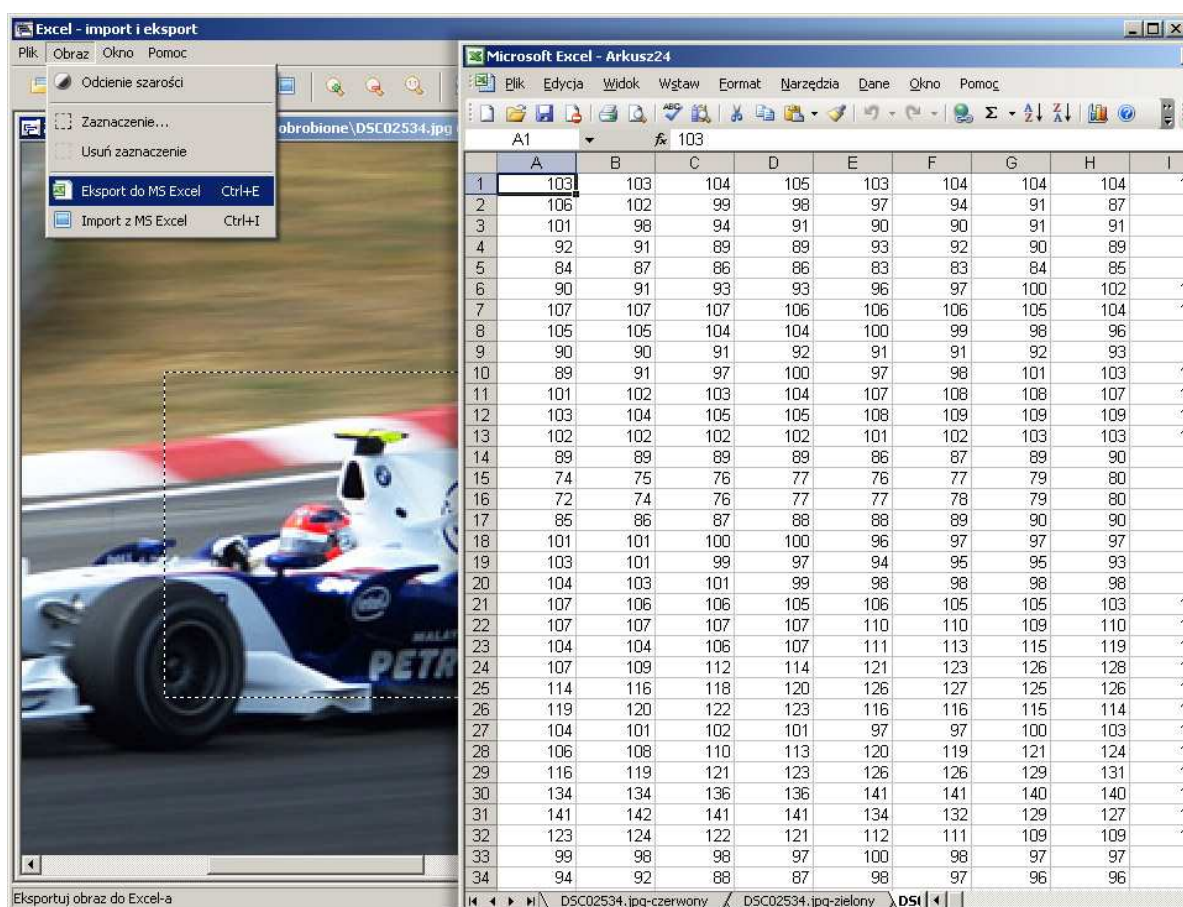 Excel - import i eksport
Plik Obraz Okno Pomoc
Odcienie szarości
Zaznaczenie...
Usuń zaznaczenie
Eksport do MS Excel Ctrl+E
Import z MS Excel Ctrl+I
obrobione\DSC02534.jpg
intel
PETR
Eksportuj obraz do Excel-a
Microsoft Excel - Arkusz24
Plik Edycja Widok Wstaw Format Narzędzia Dane Okno Pomoc
A1 fx 103
A B C D E F G H I
1 103 103 104 105 103 104 104 104
2 106 102 99 98 97 94 91 87
3 101 98 94 91 90 90 91 91
4 92 91 89 89 93 92 90 89
5 84 87 86 86 83 83 84 85
6 90 91 93 93 96 97 100 102
7 107 107 107 106 106 106 105 104
8 105 105 104 104 100 99 98 96
9 90 90 91 92 91 91 92 93
10 89 91 97 100 97 98 101 103
11 101 102 103 104 107 108 108 107
12 103 104 105 105 108 109 109 109
13 102 102 102 102 101 102 103 103
14 89 89 89 89 86 87 89 90
15 74 75 76 77 76 77 79 80
16 72 74 76 77 77 78 79 80
17 85 86 87 88 88 89 90 90
18 101 101 100 100 96 97 97 97
19 103 101 99 97 94 95 95 93
20 104 103 101 99 98 98 98 98
21 107 106 106 105 106 105 105 103
22 107 107 107 107 110 110 109 110
23 104 104 106 107 111 113 115 119
24 107 109 112 114 121 123 126 128
25 114 116 118 120 126 127 125 126
26 119 120 122 123 116 116 115 114
27 104 101 102 101 97 97 100 103
28 106 108 110 113 120 119 121 124
29 116 119 121 123 126 126 129 131
30 134 134 136 136 141 141 140 140
31 141 142 141 141 134 132 129 127
32 123 124 122 121 112 111 109 109
33 99 98 98 97 100 98 97 97
34 94 92 88 87 98 97 96 96
DSC02534.jpg-czerwony DSC02534.jpg-zielony DS